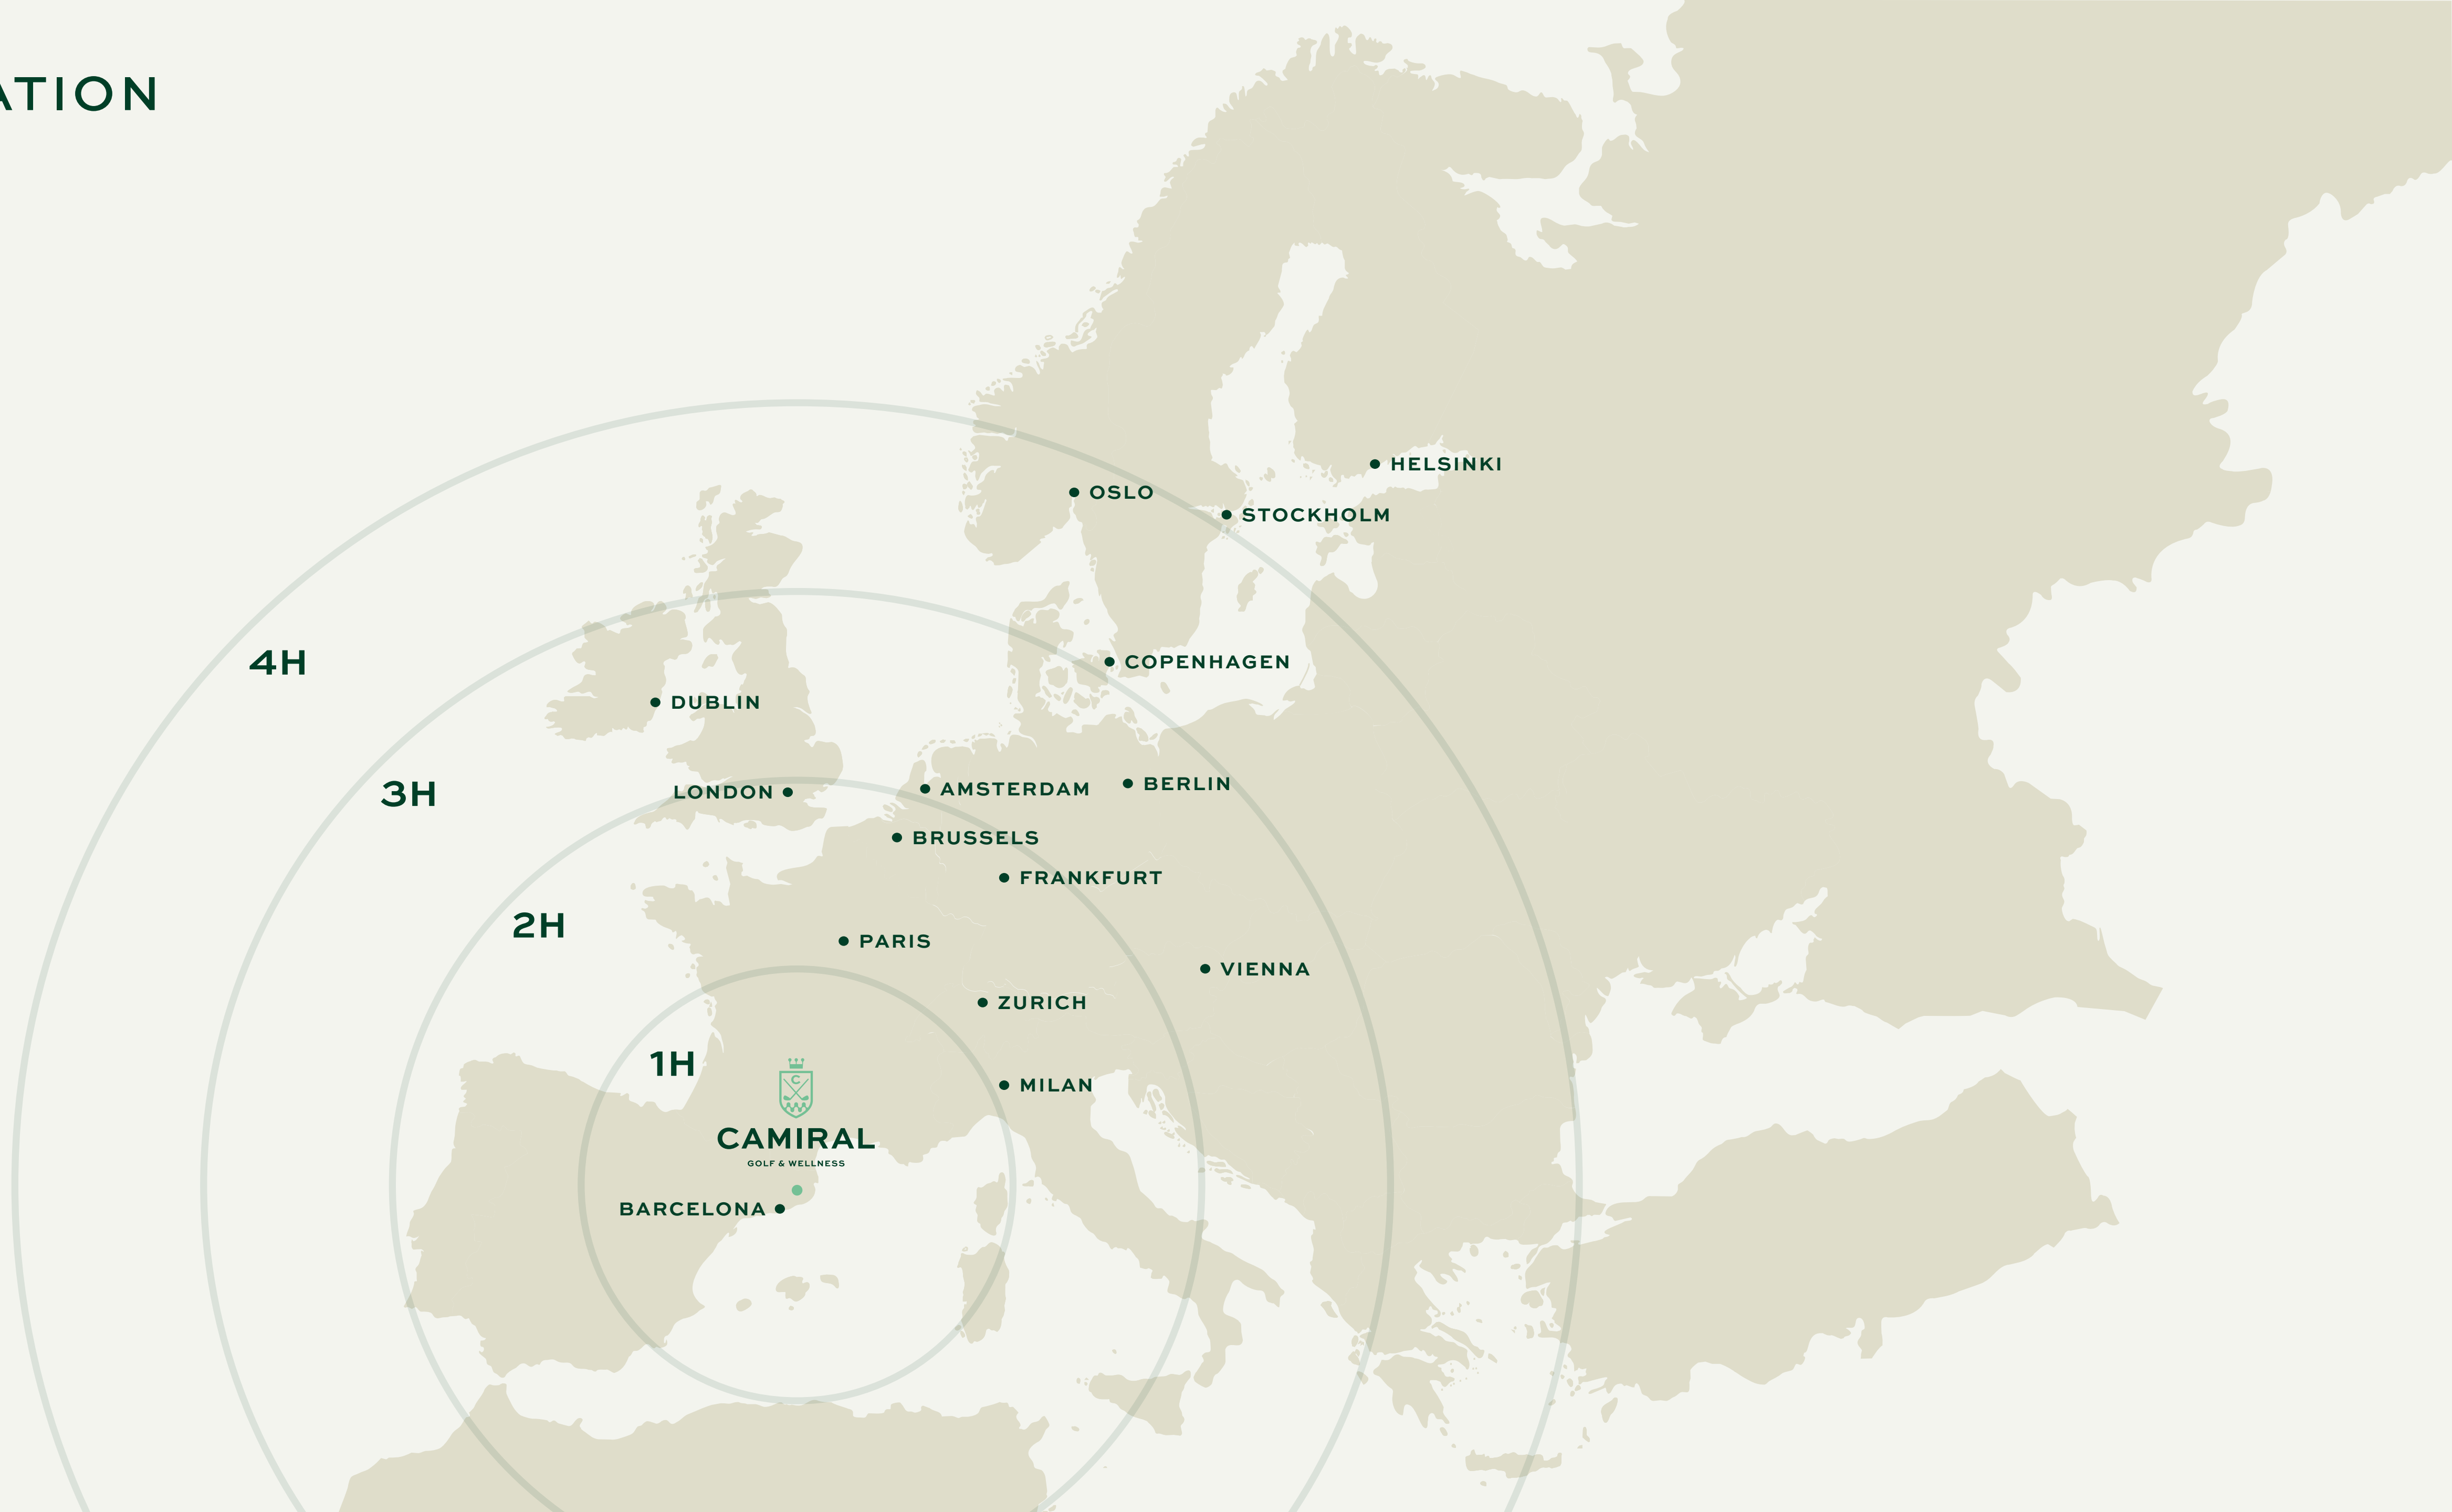 ATION
HELSINKI
OSLO
STOCKHOLM
4H
COPENHAGEN
DUBLIN
3H
LONDON
AMSTERDAM
BERLIN
BRUSSELS
FRANKFURT
2H
PARIS
VIENNA
ZURICH
1H
C
MILAN
CAMIRAL
GOLF & WELLNESS
BARCELONA